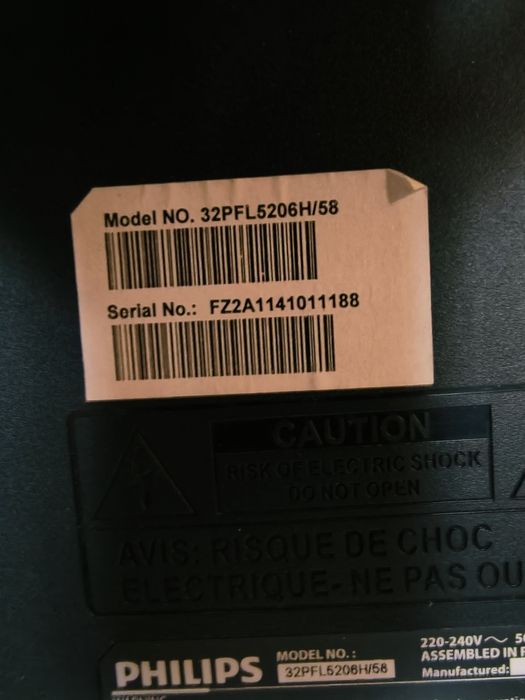 Model NO. 32PFL5206H/58
Serial No.: FZ2A1141011188
CAUTION
RISK OF ELECTRIC SHOCK
DO NOT OPEN
AVIS: RISQUE DE CHOC
ÉLECTRIQUE-NE PAS OU
PHILIPS
MODEL NO.:
32PFL5206H/58
220-240V～ 50
ASSEMBLED IN
Manufactured: